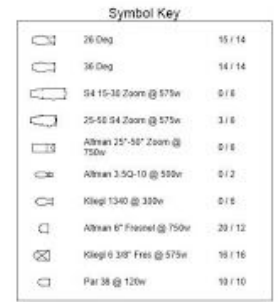 Symbol Key
26 Deg 15 / 14
36 Deg 14 / 14
S4 15-30 Zoom @ 575w 0 / 6
25-50 S4 Zoom @ 575w 3 / 6
Altman 25°-50° Zoom @ 750w 0 / 6
Altman 3.5Q-10 @ 500w 0 / 2
Kliegl 1340 @ 300w 0 / 6
Altman 6" Fresnel @ 750w 20 / 12
Kliegl 6 3/8" Fres @ 575w 16 / 16
Par 38 @ 120w 10 / 10